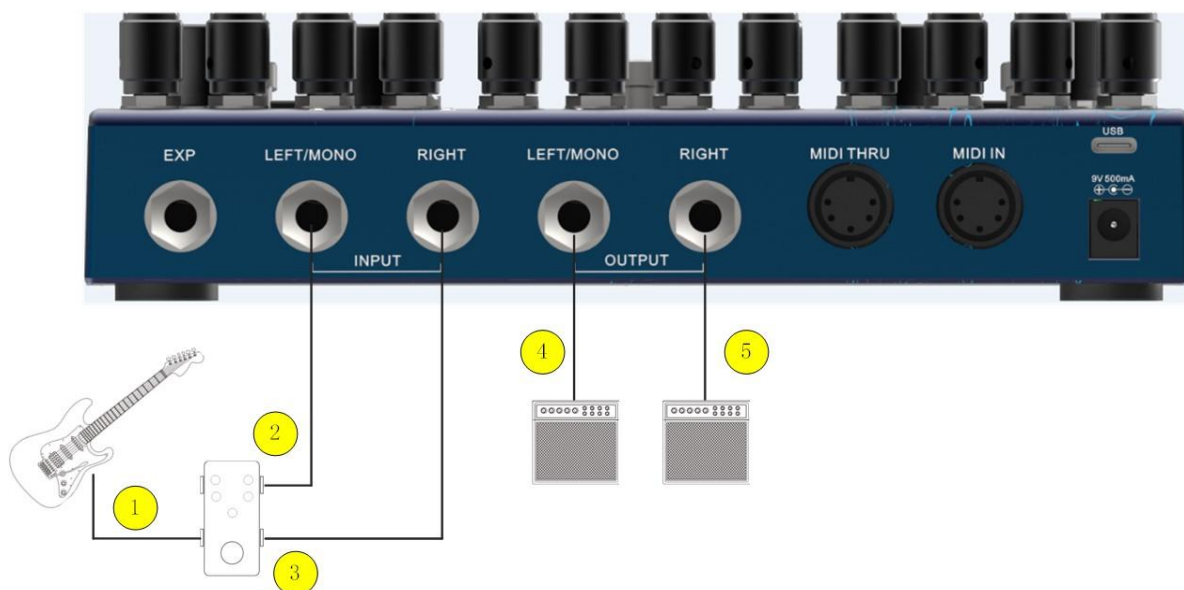 USB
EXP LEFT/MONO RIGHT LEFT/MONO RIGHT MIDI THRU MIDI IN
9V 500mA
INPUT OUTPUT
4 5
2
1
3